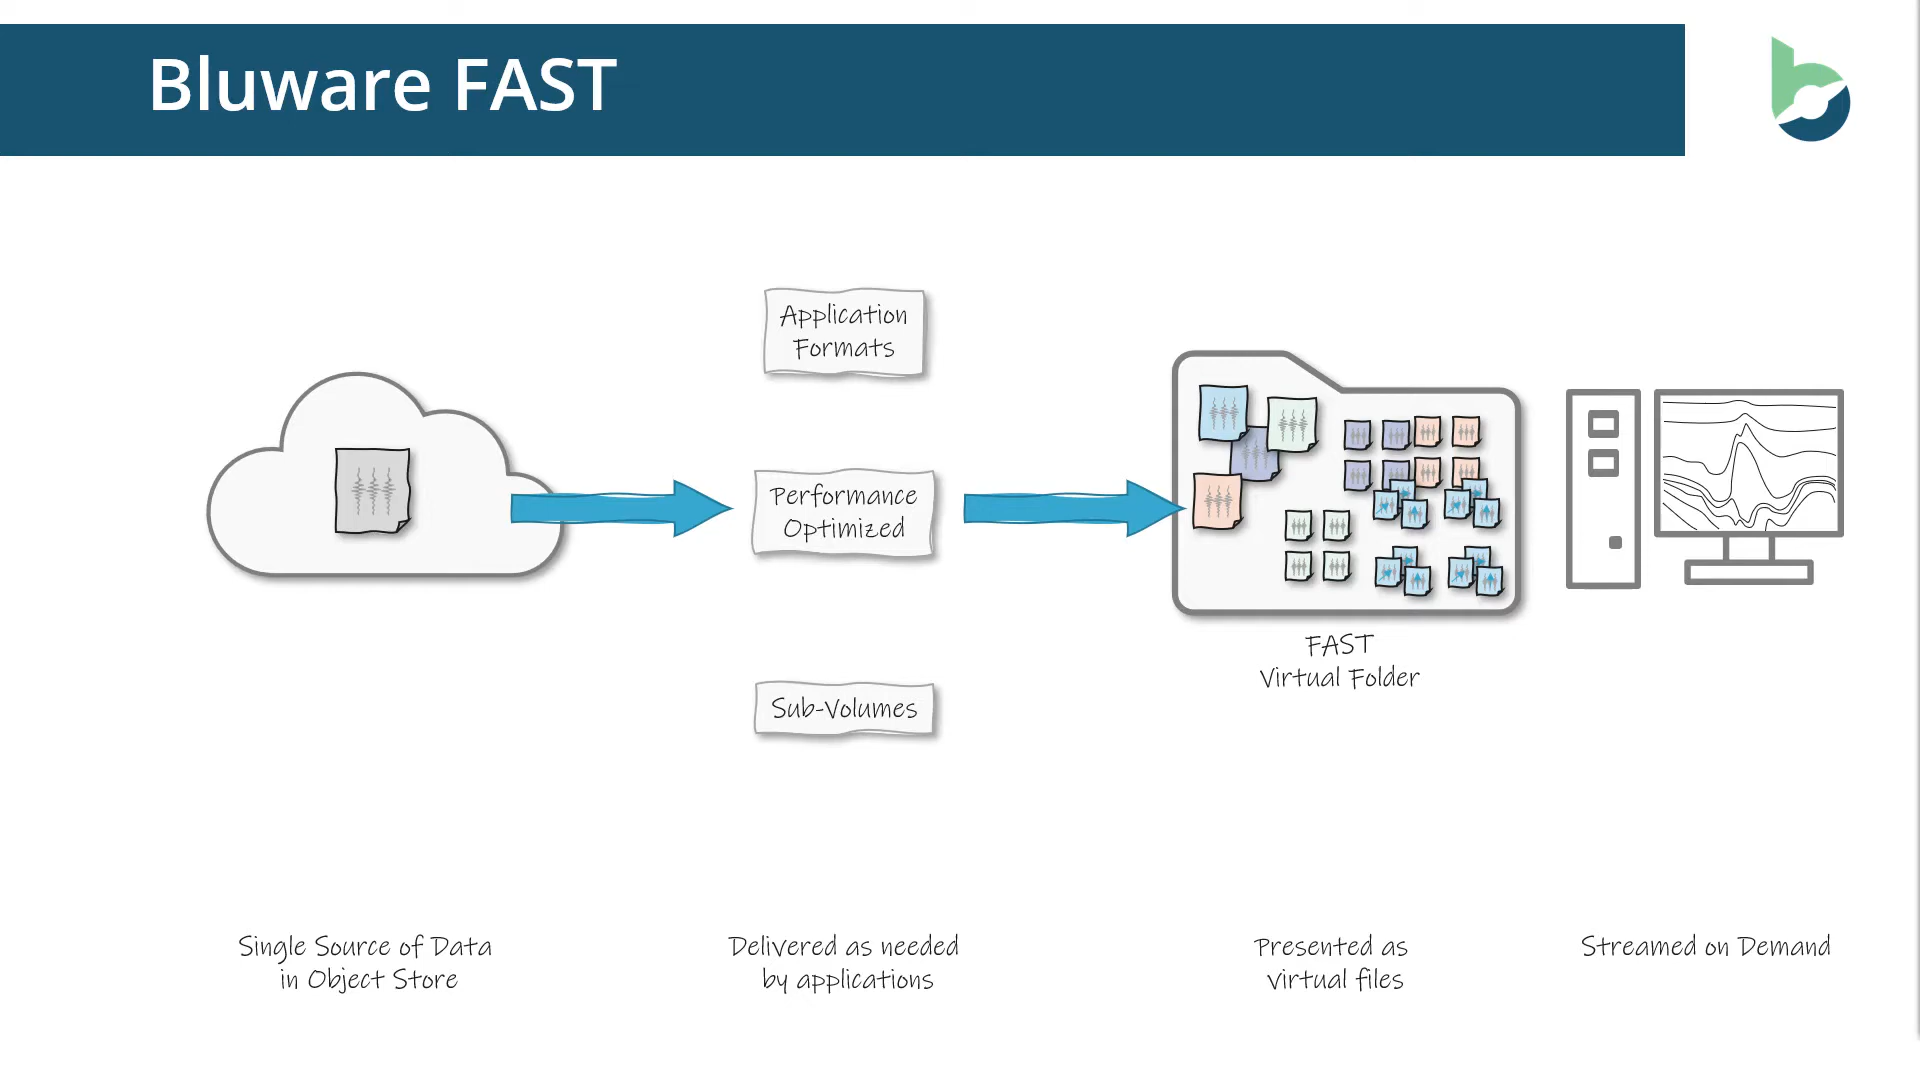 Bluware FAST
Application
Formats
Performance
Optimized
Sub-Volumes
FAST
Virtual Folder
Single Source of Data
in Object Store
Delivered as needed
by applications
Presented as
virtual files
Streamed on Demand